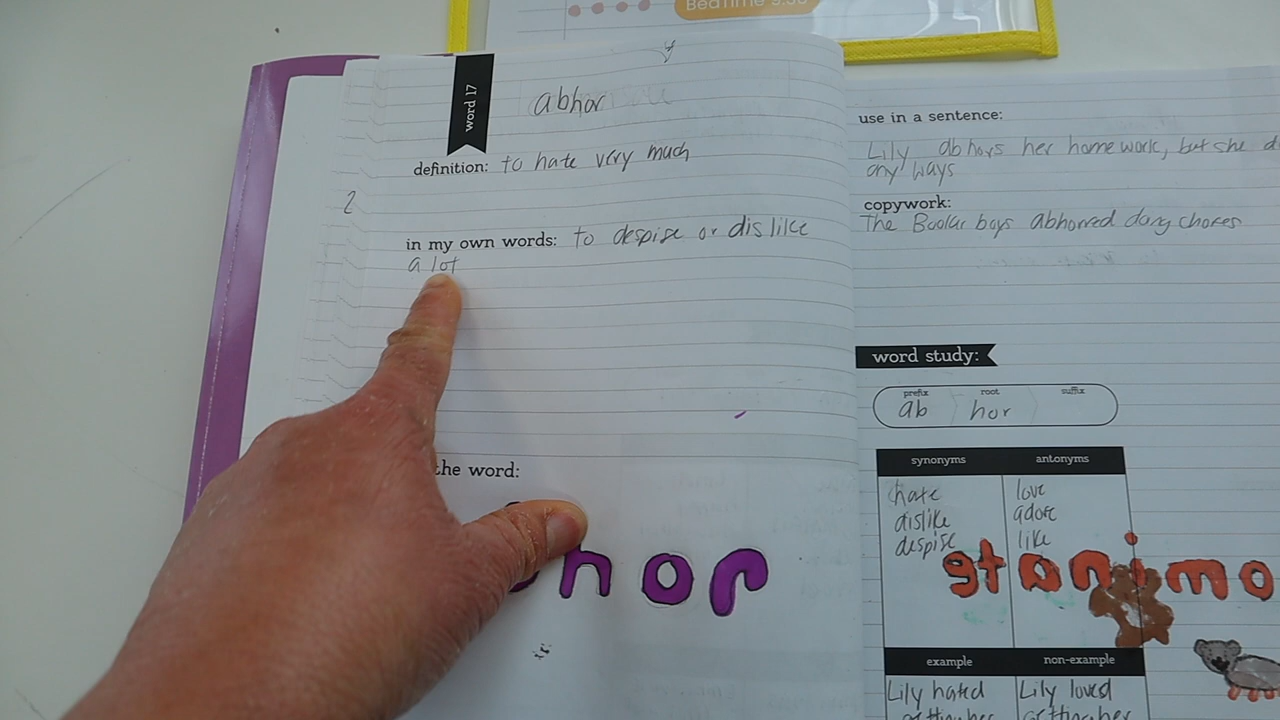 Bedtime
word 17
abhor
definition: to hate very much
2
in my own words: to despise or dislike
a lot
the word:
hor
use in a sentence:
Lily abhors her homework, but she
any ways
copywork:
The Boolar boys abhorred doing chores
word study:
prefix root suffix
ab hor
synonyms antonyms
hate love
dislike adore
despise like
example non-example
Lily hated Lily loved